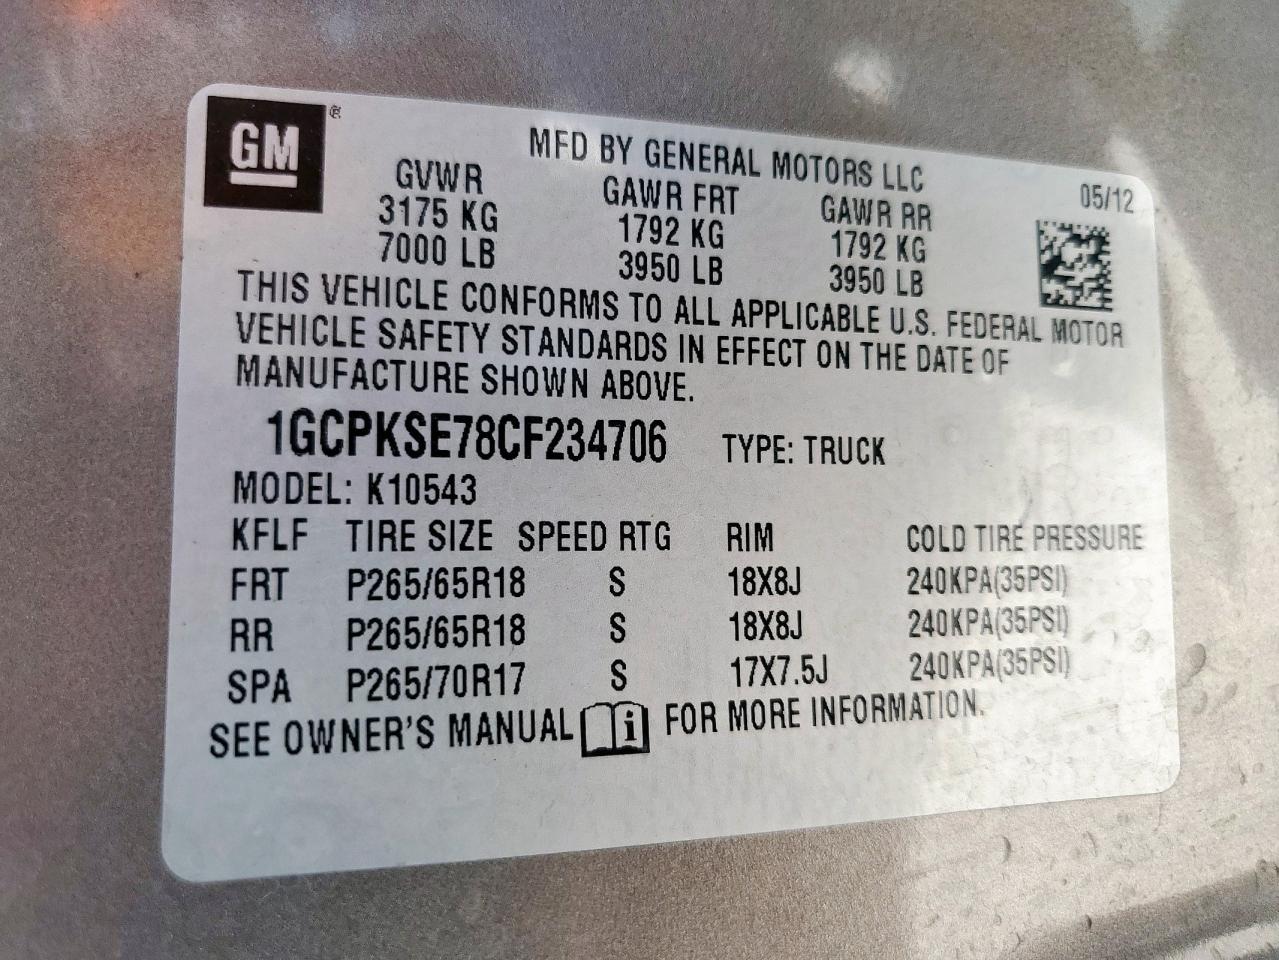 GM ®
MFD BY GENERAL MOTORS LLC
GVWR GAWR FRT GAWR RR 05/12
3175 KG 1792 KG 1792 KG
7000 LB 3950 LB 3950 LB
THIS VEHICLE CONFORMS TO ALL APPLICABLE U.S. FEDERAL MOTOR
VEHICLE SAFETY STANDARDS IN EFFECT ON THE DATE OF
MANUFACTURE SHOWN ABOVE.
1GCPKSE78CF234706 TYPE: TRUCK
MODEL: K10543
KFLF TIRE SIZE SPEED RTG RIM COLD TIRE PRESSURE
FRT P265/65R18 S 18X8J 240KPA(35PSI)
RR P265/65R18 S 18X8J 240KPA(35PSI)
SPA P265/70R17 S 17X7.5J 240KPA(35PSI)
SEE OWNER'S MANUAL i FOR MORE INFORMATION.